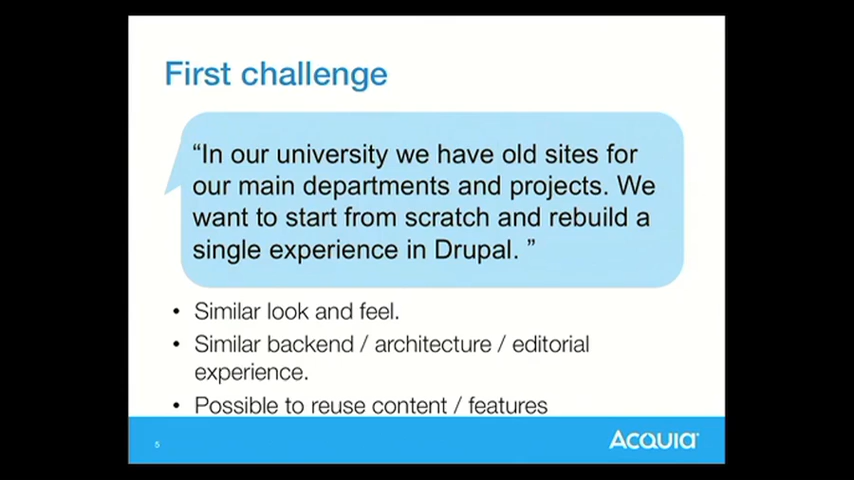 First challenge
“In our university we have old sites for
our main departments and projects. We
want to start from scratch and rebuild a
single experience in Drupal. ”
• Similar look and feel.
• Similar backend / architecture / editorial
experience.
• Possible to reuse content / features
5
ACQUIA